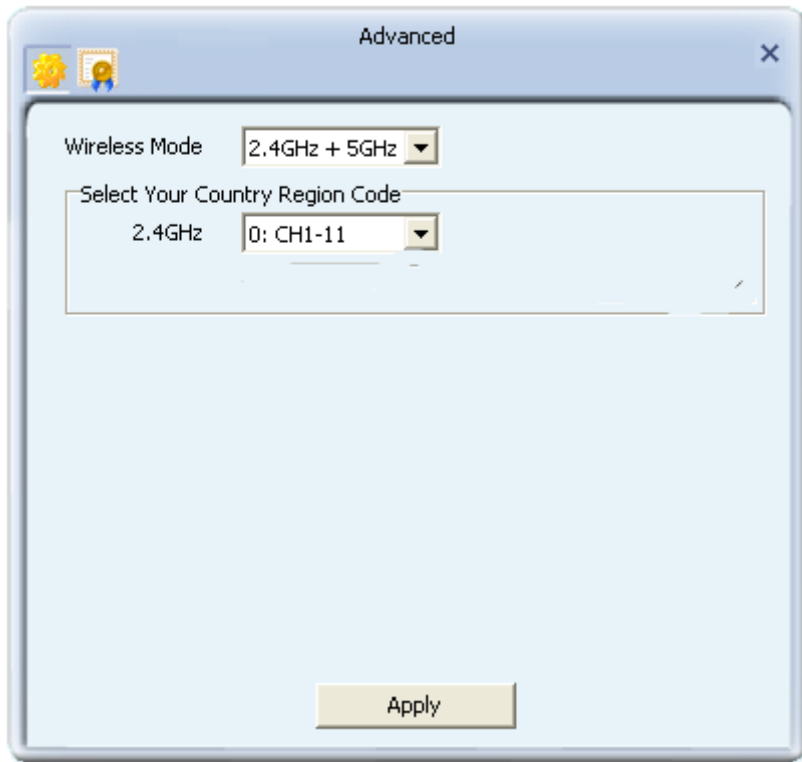 Advanced
Wireless Mode 2.4GHz + 5GHz
Select Your Country Region Code
2.4GHz 0: CH1-11
Apply